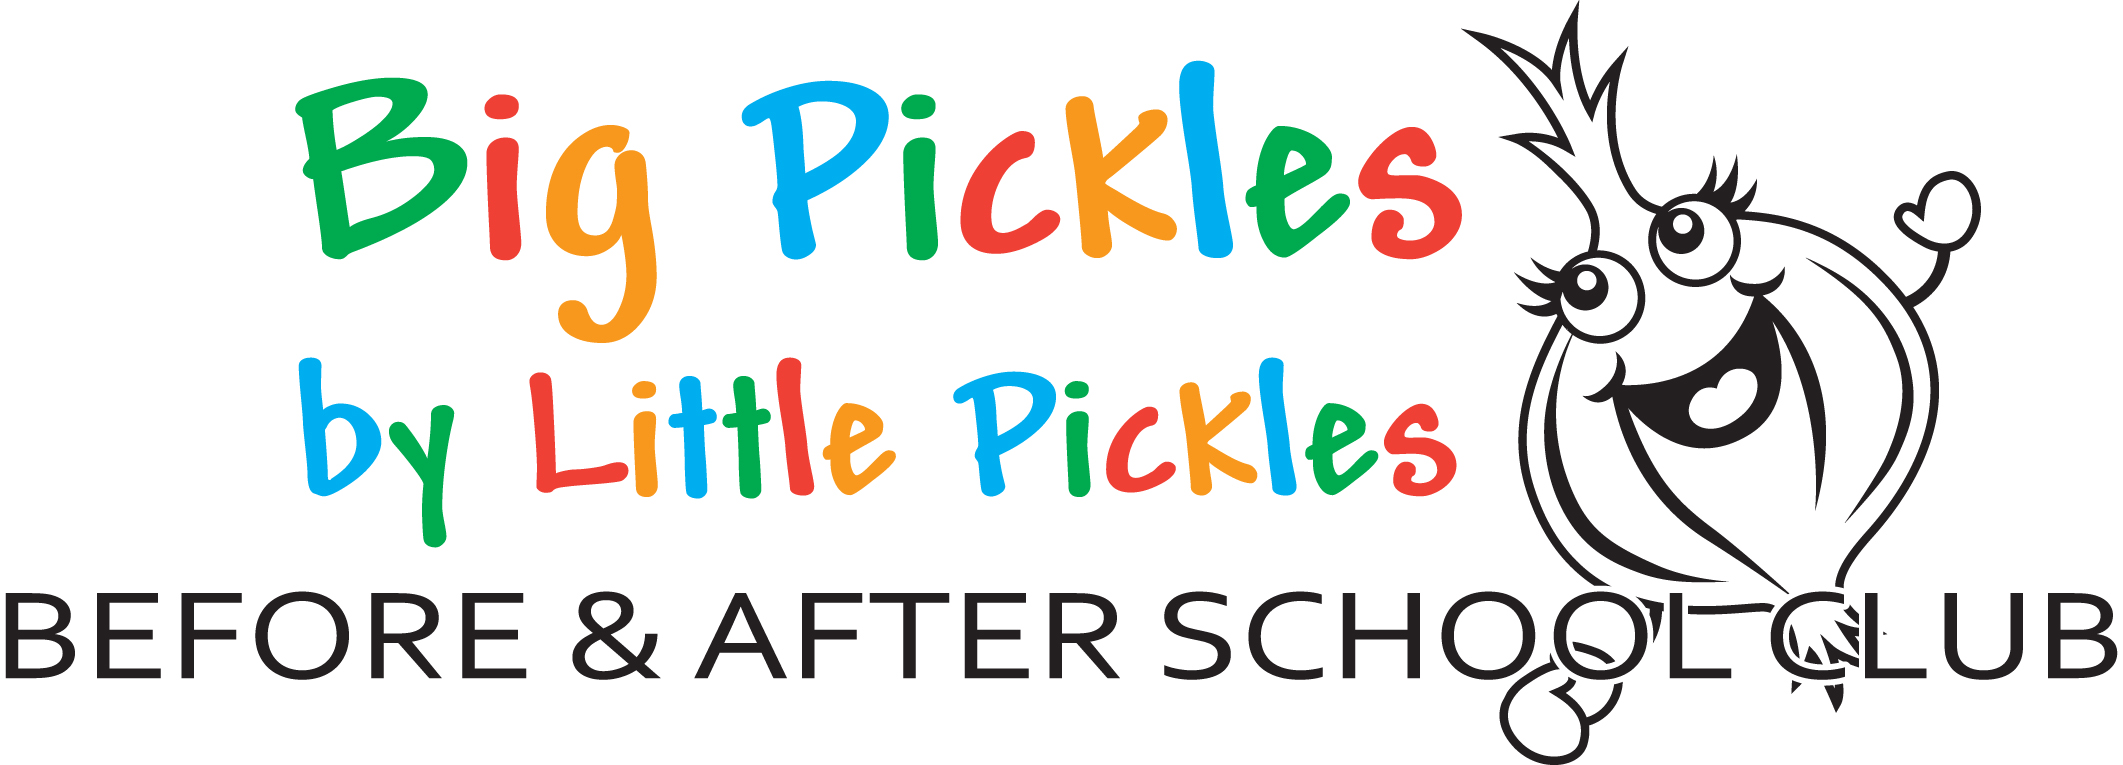 Big Pickles
by Little Pickles
BEFORE & AFTER SCHOOL CLUB